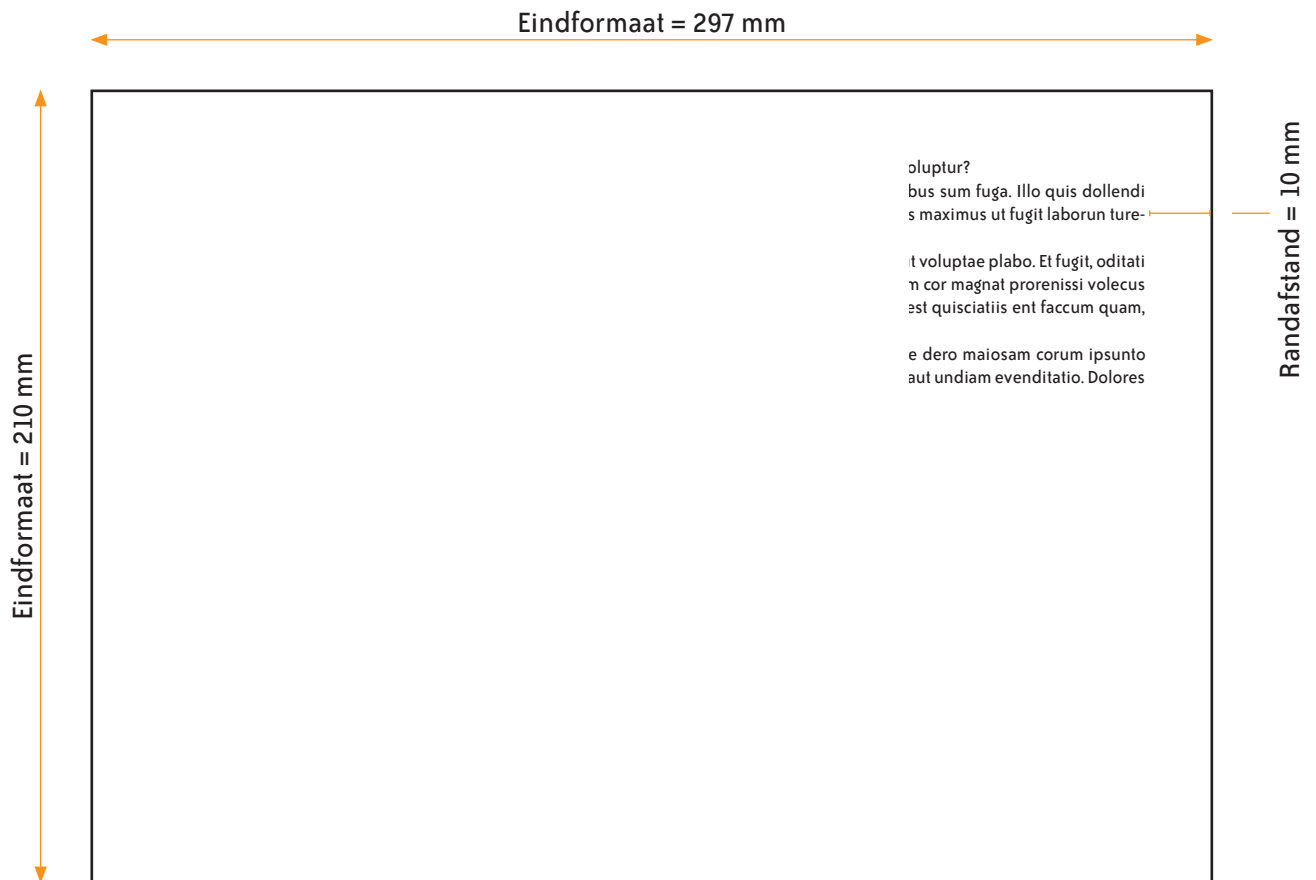 Eindformaat = 297 mm
Eindformaat = 210 mm
Randafstand = 10 mm
oluptur?
bus sum fuga. Illo quis dollendi
s maximus ut fugit laborun ture-
t voluptae plabo. Et fugit, oditati
m cor magnat prorenissi volecus
est quisciatiis ent faccum quam,
e dero maiosam corum ipsunto
aut undiam evenditatio. Dolores